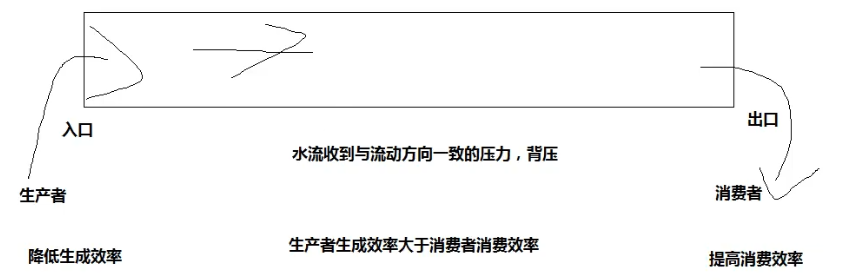 入口
出口
水流收到与流动方向一致的压力，背压
生产者
消费者
降低生成效率
生产者生成效率大于消费者消费效率
提高消费效率